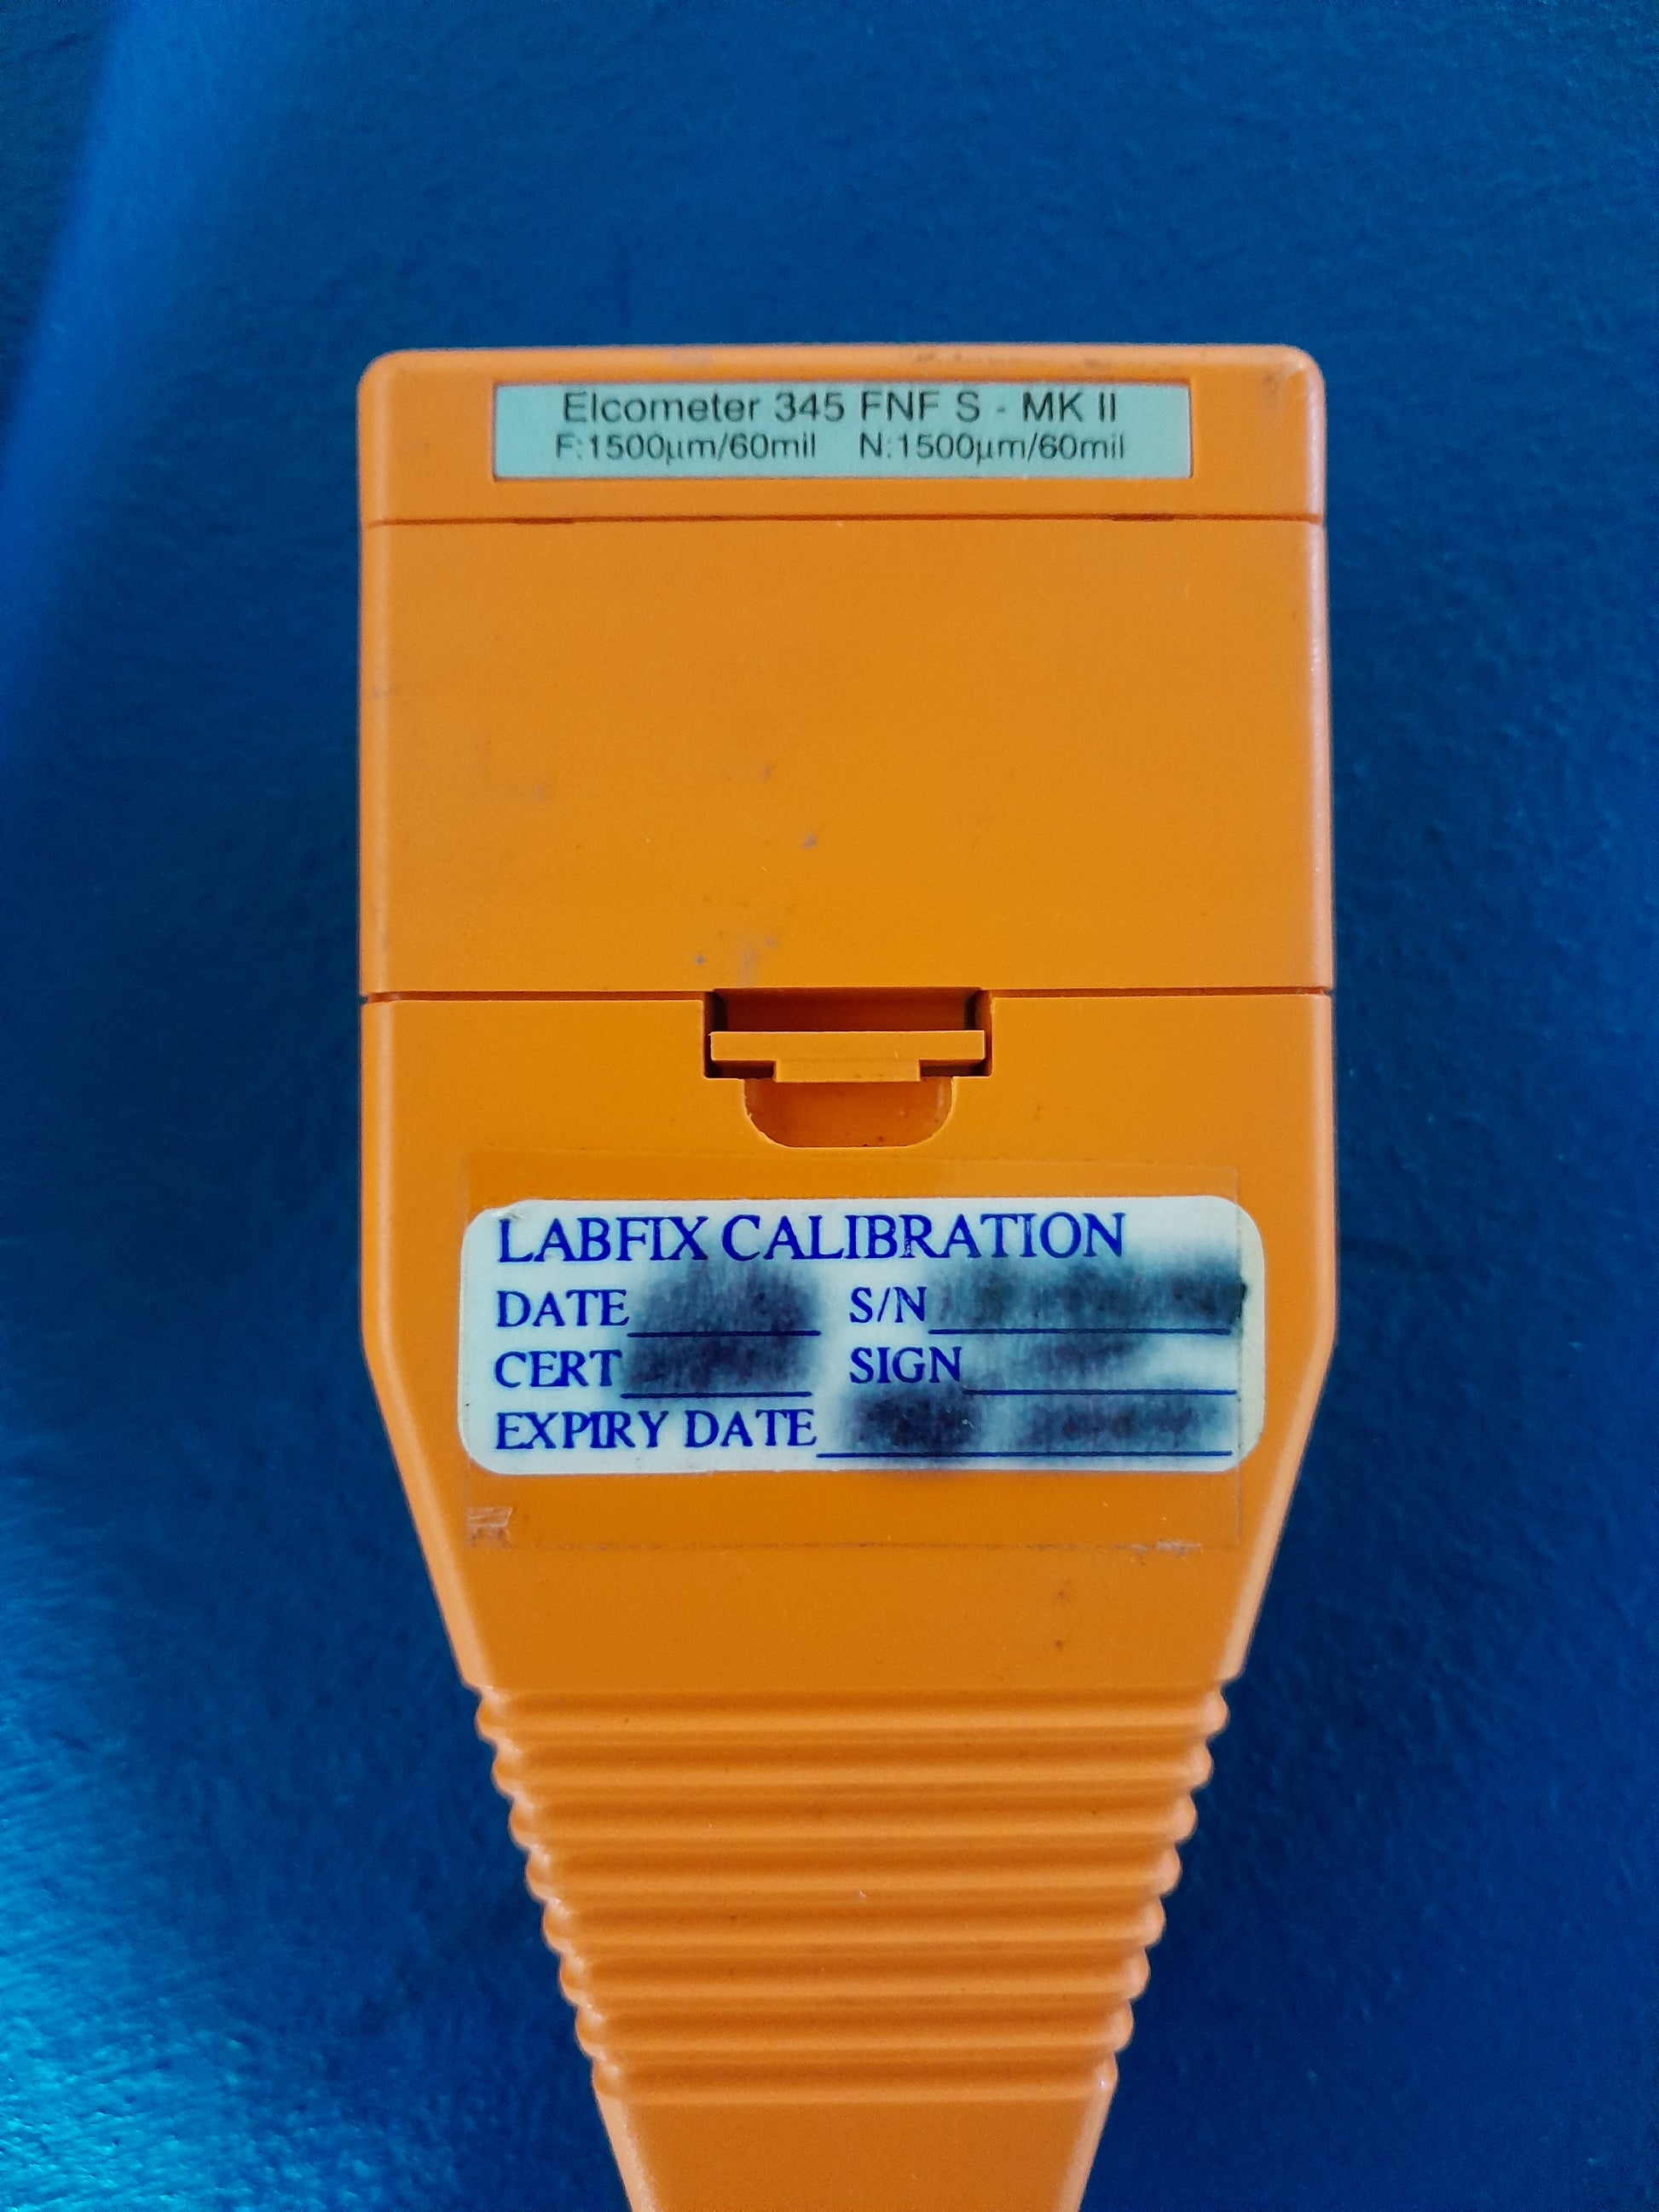 Elcometer 345 FNF S - MK II
F:1500µm/60mil N:1500µm/60mil
LABFIX CALIBRATION
DATE S/N
CERT SIGN
EXPIRY DATE